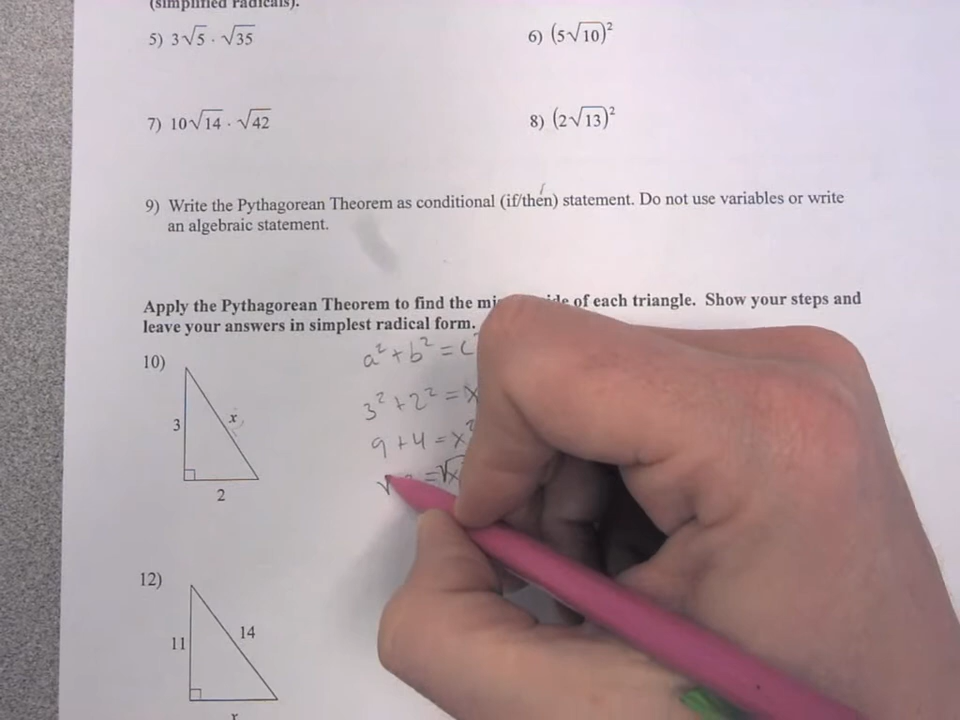 (simplified radicals).
5) 3√5 · √35
6) (5√10)²
7) 10√14 · √42
8) (2√13)²
9) Write the Pythagorean Theorem as conditional (if/then) statement. Do not use variables or write
an algebraic statement.
Apply the Pythagorean Theorem to find the of each triangle. Show your steps and
leave your answers in simplest radical form.
10)
a² + b² = c²
3² + 2² = x
3
x
9 + 4 = x²
2
12)
11
14
x